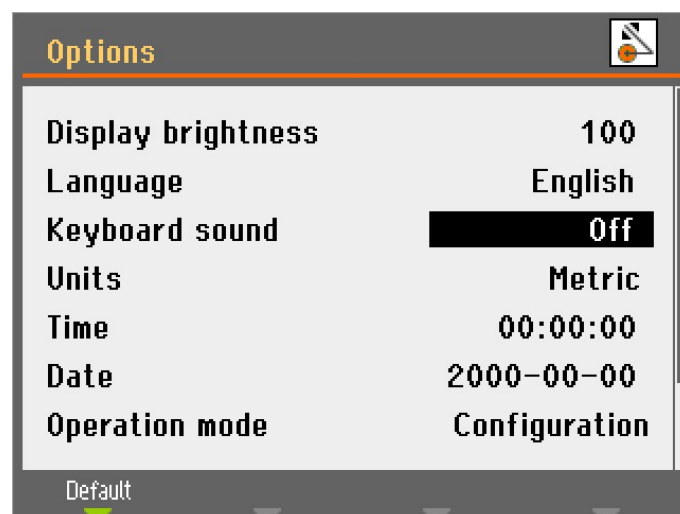 Options
Display brightness 100
Language English
Keyboard sound Off
Units Metric
Time 00:00:00
Date 2000-00-00
Operation mode Configuration
Default